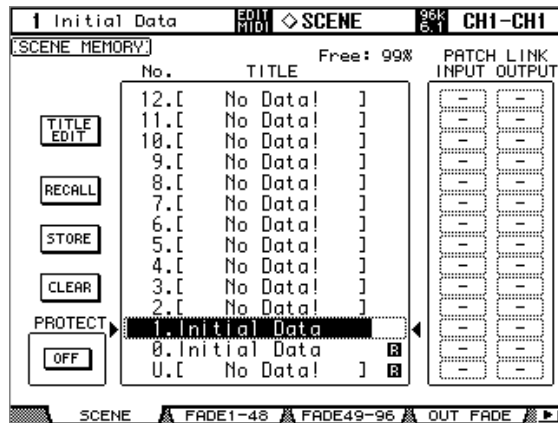 1 Initial Data EDIT MIDI ◇SCENE 96k 6.1 CH1-CH1
SCENE MEMORY
Free: 99%
PATCH LINK
No. TITLE INPUT OUTPUT
12.[ No Data! ] - -
TITLE EDIT
11.[ No Data! ] - -
10.[ No Data! ] - -
9.[ No Data! ] - -
RECALL
8.[ No Data! ] - -
7.[ No Data! ] - -
6.[ No Data! ] - -
STORE
5.[ No Data! ] - -
4.[ No Data! ] - -
CLEAR
3.[ No Data! ] - -
2.[ No Data! ] - -
PROTECT
1.Initial Data - -
OFF
0.Initial Data R - -
U.[ No Data! ] R - -
SCENE FADE1-48 FADE49-96 OUT FADE